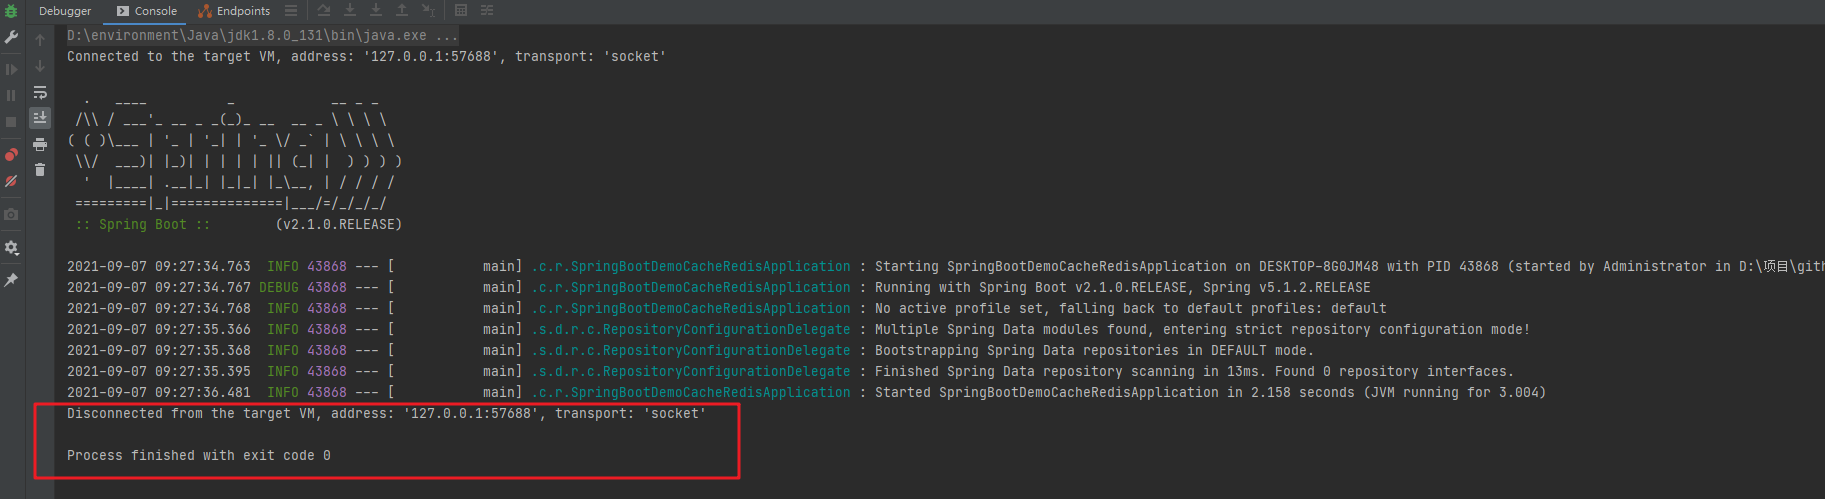 Debugger Console Endpoints
D:\environment\Java\jdk1.8.0_131\bin\java.exe ...
Connected to the target VM, address: '127.0.0.1:57688', transport: 'socket'
  .   ____          _            __ _ _
 /\\ / ___'_ __ _ _(_)_ __  __ _ \ \ \ \
( ( )\___ | '_ | '_| | '_ \/ _` | \ \ \ \
 \\/  ___)| |_)| | | | | || (_| |  ) ) ) )
  '  |____| .__|_| |_|_| |_\__, | / / / /
 =========|_|==============|___/=/_/_/_/
 :: Spring Boot ::        (v2.1.0.RELEASE)
2021-09-07 09:27:34.763  INFO 43868 --- [           main] .c.r.SpringBootDemoCacheRedisApplication : Starting SpringBootDemoCacheRedisApplication on DESKTOP-8G0JM48 with PID 43868 (started by Administrator in D:\项目\gith
2021-09-07 09:27:34.767 DEBUG 43868 --- [           main] .c.r.SpringBootDemoCacheRedisApplication : Running with Spring Boot v2.1.0.RELEASE, Spring v5.1.2.RELEASE
2021-09-07 09:27:34.768  INFO 43868 --- [           main] .c.r.SpringBootDemoCacheRedisApplication : No active profile set, falling back to default profiles: default
2021-09-07 09:27:35.366  INFO 43868 --- [           main] .s.d.r.c.RepositoryConfigurationDelegate : Multiple Spring Data modules found, entering strict repository configuration mode!
2021-09-07 09:27:35.368  INFO 43868 --- [           main] .s.d.r.c.RepositoryConfigurationDelegate : Bootstrapping Spring Data repositories in DEFAULT mode.
2021-09-07 09:27:35.395  INFO 43868 --- [           main] .s.d.r.c.RepositoryConfigurationDelegate : Finished Spring Data repository scanning in 13ms. Found 0 repository interfaces.
2021-09-07 09:27:36.481  INFO 43868 --- [           main] .c.r.SpringBootDemoCacheRedisApplication : Started SpringBootDemoCacheRedisApplication in 2.158 seconds (JVM running for 3.004)
Disconnected from the target VM, address: '127.0.0.1:57688', transport: 'socket'
Process finished with exit code 0